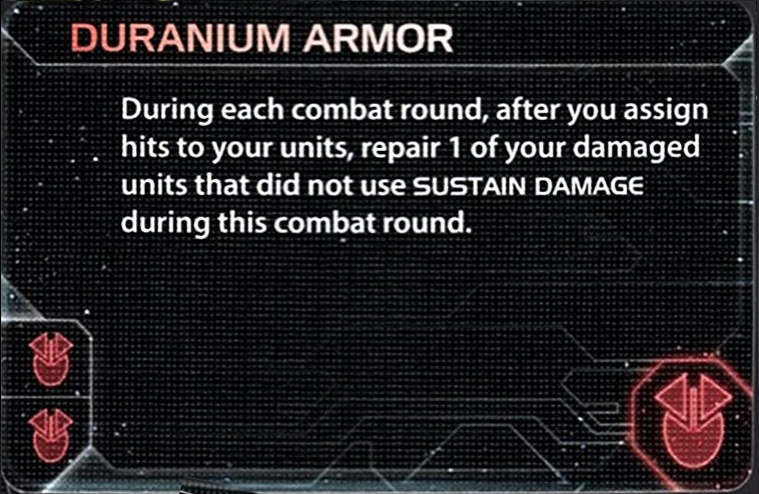 DURANIUM ARMOR
During each combat round, after you assign
hits to your units, repair 1 of your damaged
units that did not use SUSTAIN DAMAGE
during this combat round.